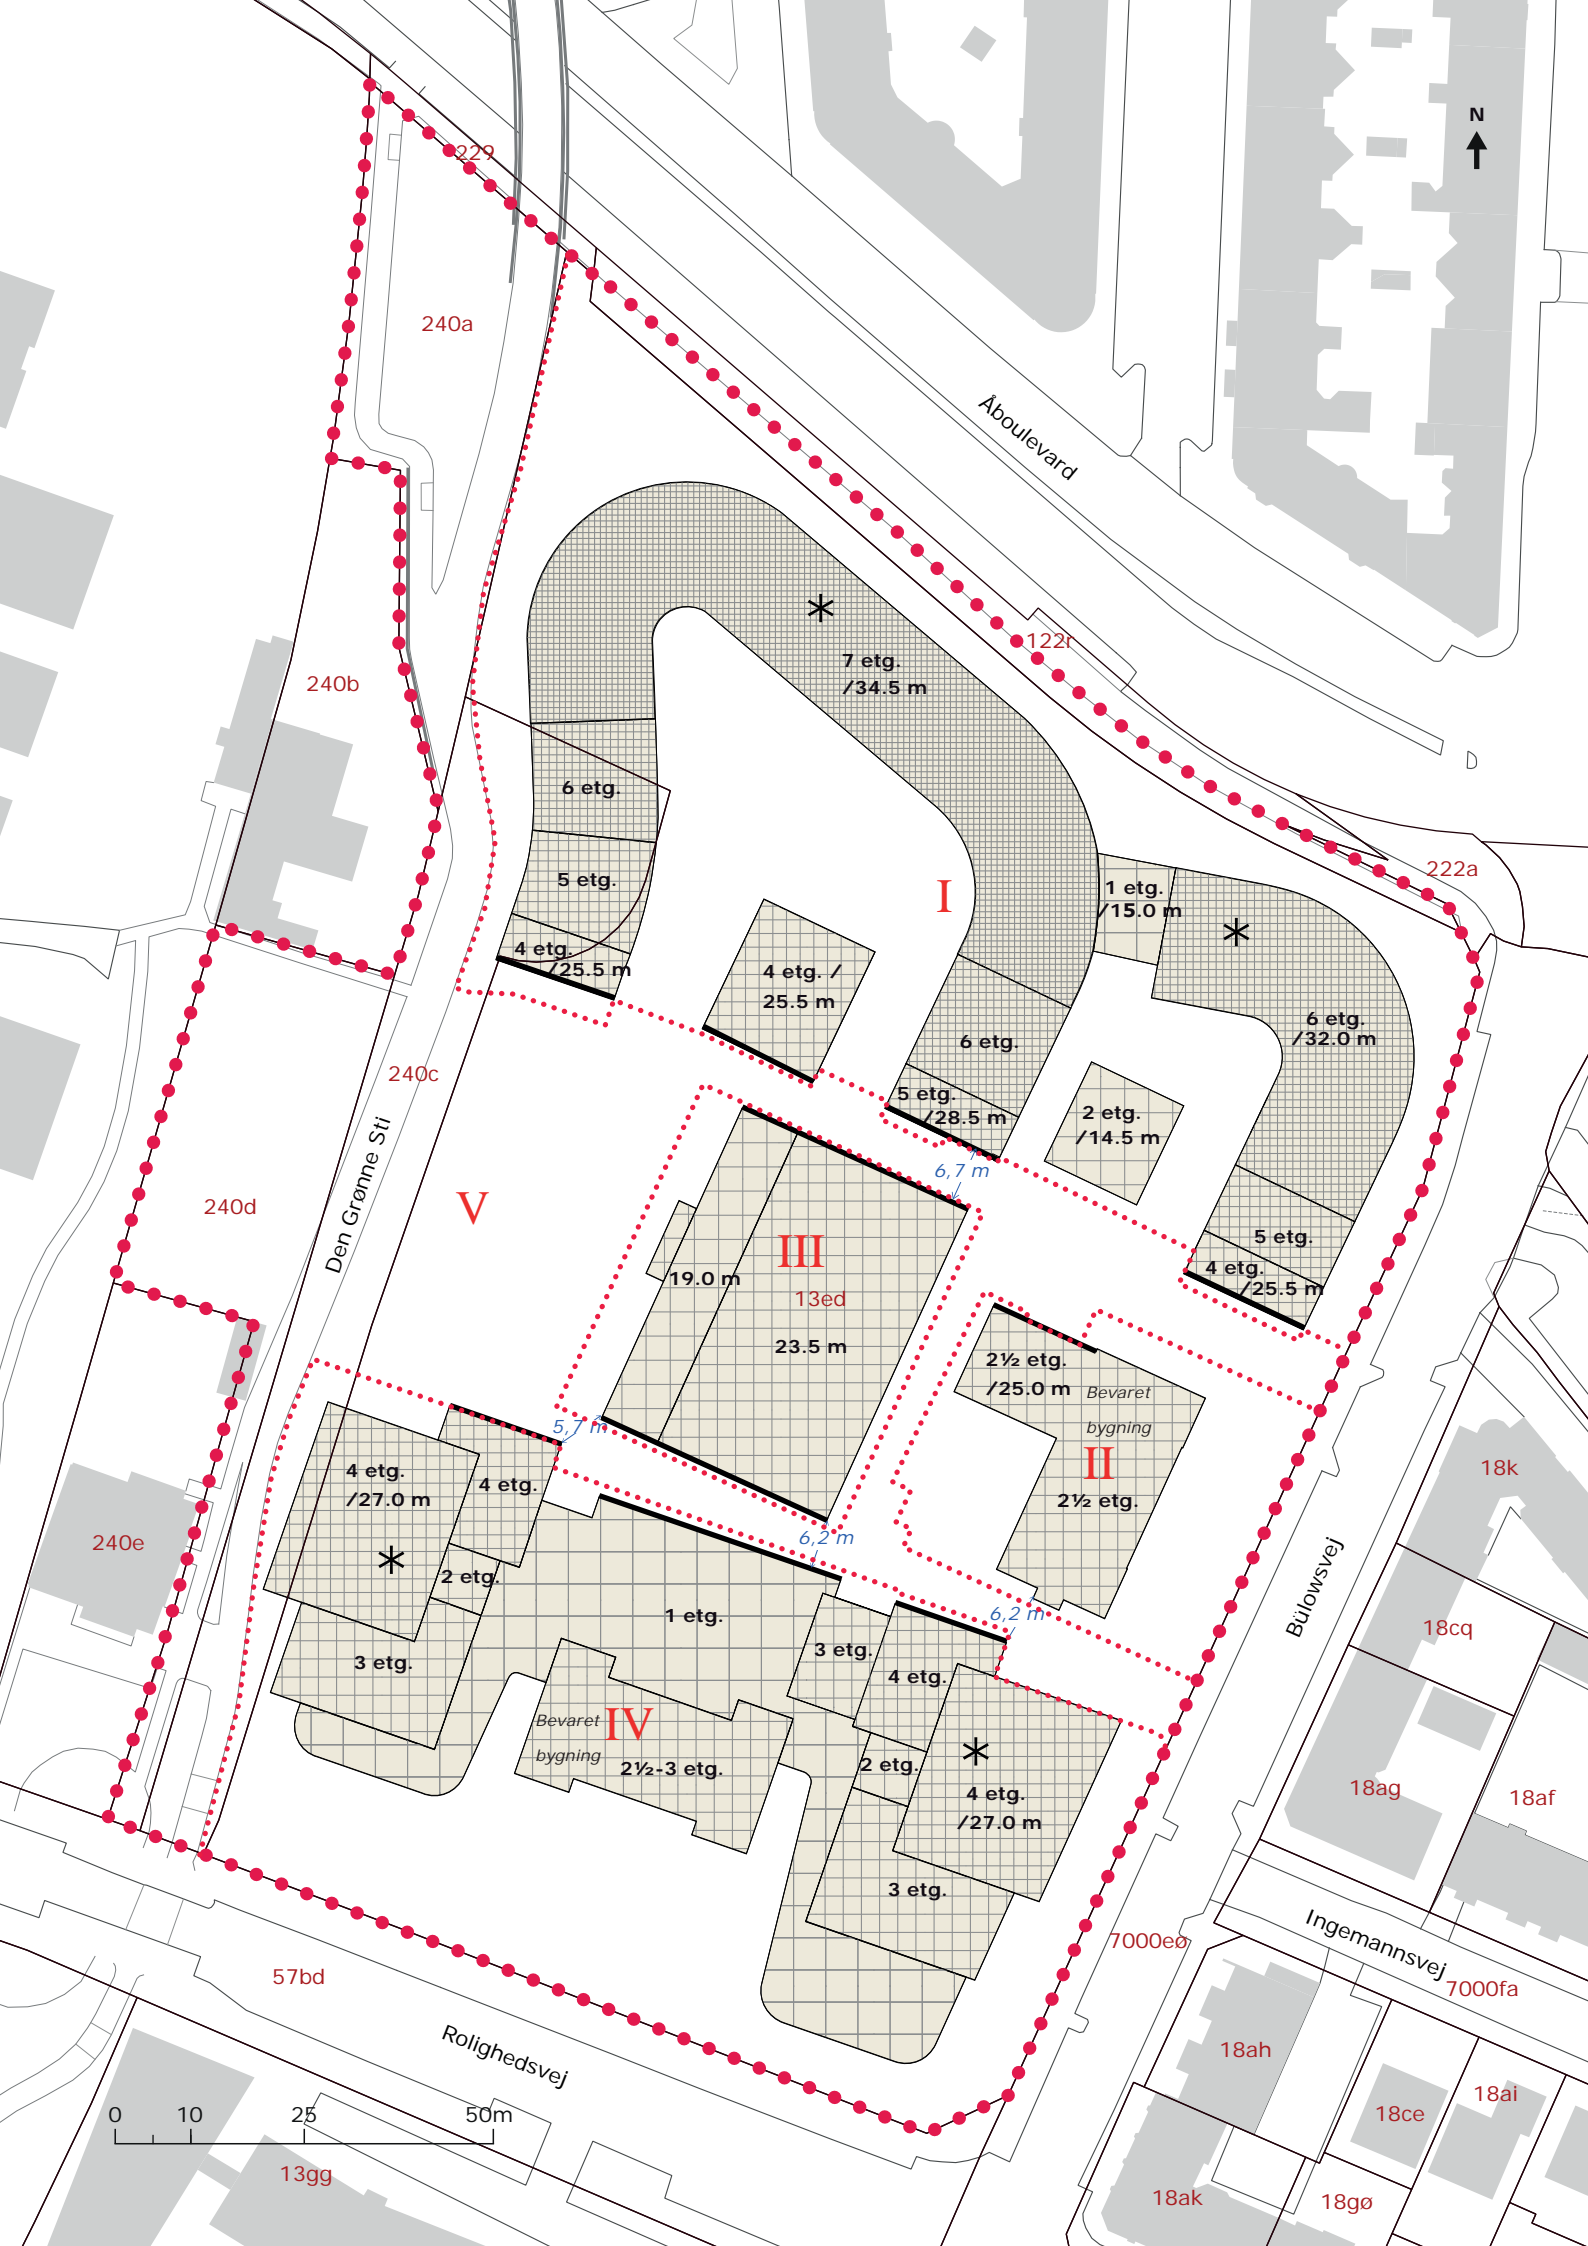 N
229
240a
Åboulevard
122r
7 etg.
/34.5 m
240b
6 etg.
5 etg.
4 etg.
/25.5 m
I
1 etg.
/15.0 m
222a
4 etg. /
25.5 m
6 etg.
/32.0 m
6 etg.
5 etg.
/28.5 m
2 etg.
/14.5 m
240c
Den Grønne Sti
6,7 m
V
240d
III
19.0 m
13ed
23.5 m
5 etg.
4 etg.
/25.5 m
2½ etg.
/25.0 m
Bevaret
bygning
II
2½ etg.
5,7 m
4 etg.
/27.0 m
4 etg.
18k
240e
6,2 m
2 etg.
1 etg.
6,2 m
Bülowsvej
18cq
3 etg.
3 etg.
4 etg.
Bevaret
bygning
IV
2½-3 etg.
2 etg.
4 etg.
/27.0 m
18ag
18af
3 etg.
7000eø
Ingemannsvej
7000fa
57bd
Rolighedsvej
18ah
18ai
18ce
0 10 25 50m
13gg
18ak
18gø